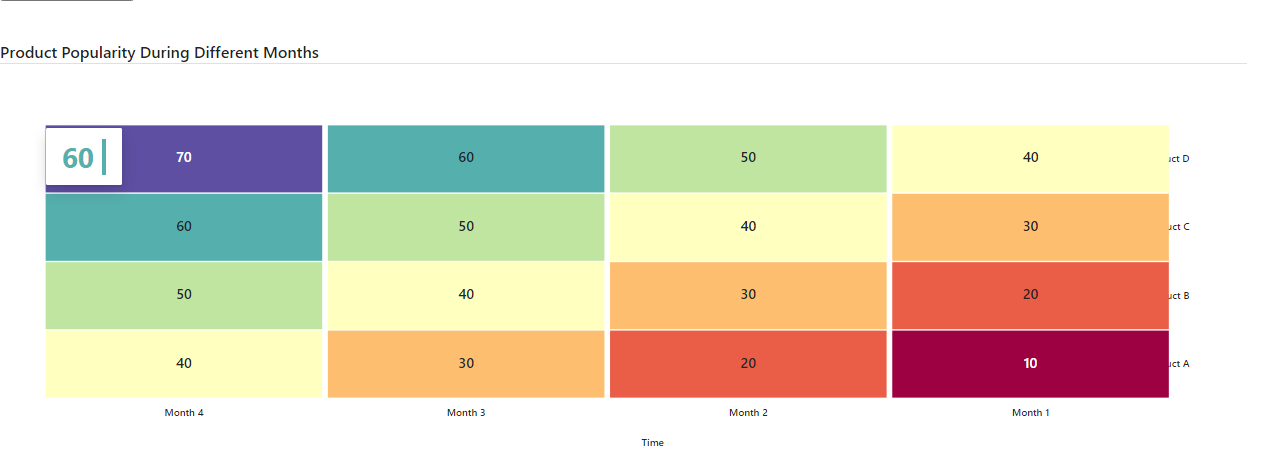 Product Popularity During Different Months
60
70 60 50 40 uct D
60 50 40 30 uct C
50 40 30 20 uct B
40 30 20 10 uct A
Month 4 Month 3 Month 2 Month 1
Time